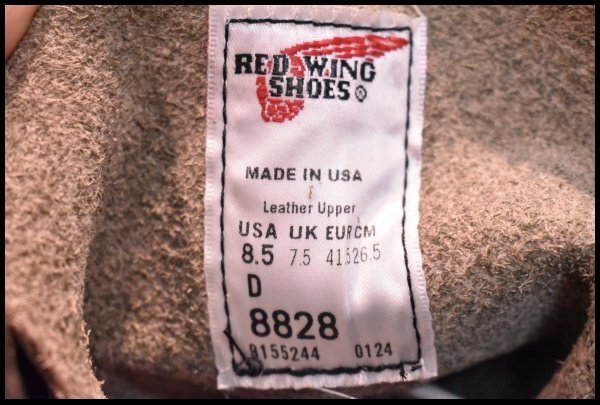 RED WING
SHOES ®
MADE IN USA
Leather Upper
USA UK EUR CM
8.5 7.5 41.5 26.5
D
8828
9155244 0124